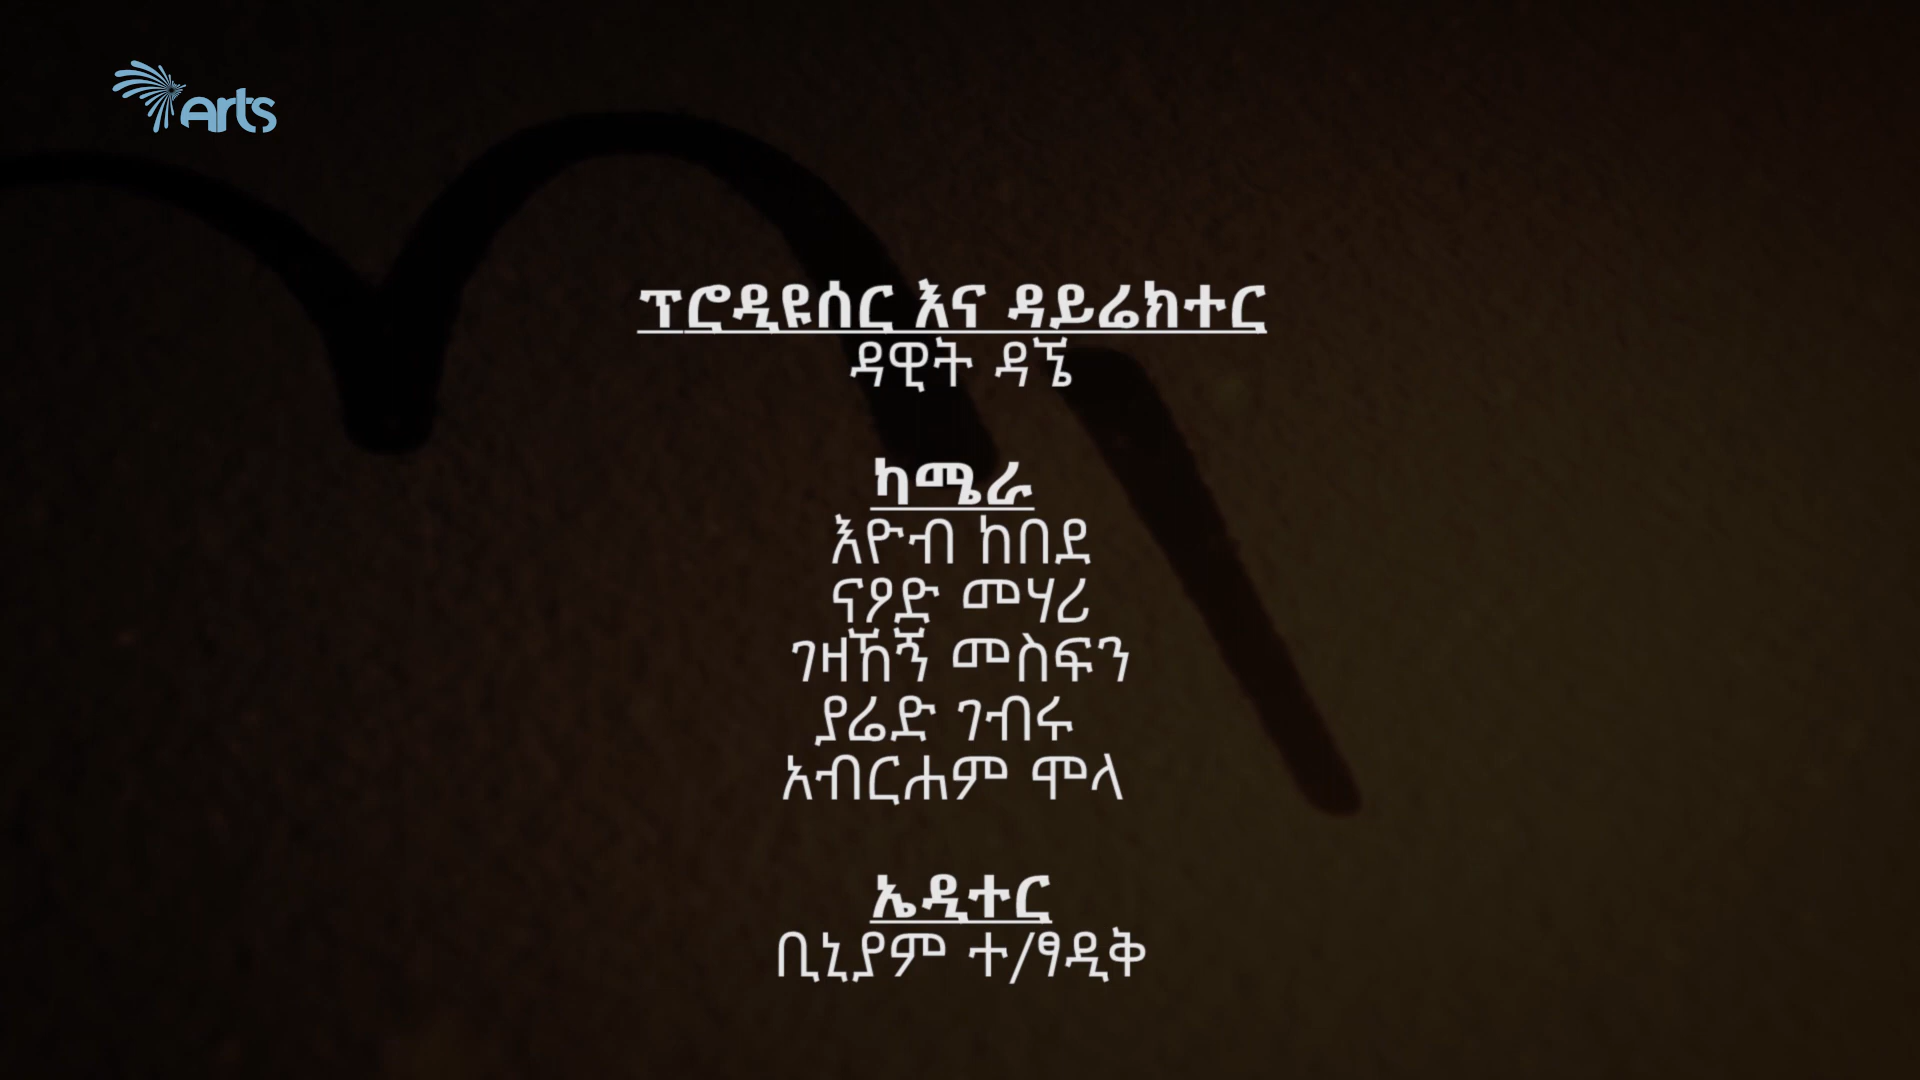 Arts
ፕሮዲዩሰር እና ዳይሬክተር
ዳዊት ዳኜ
ካሜራ
እዮብ ከበደ
ናዖድ መሃሪ
ገዛኸኝ መስፍን
ያሬድ ገብሩ
አብርሐም ሞላ
ኤዲተር
ቢኒያም ተ/ፃዲቅ